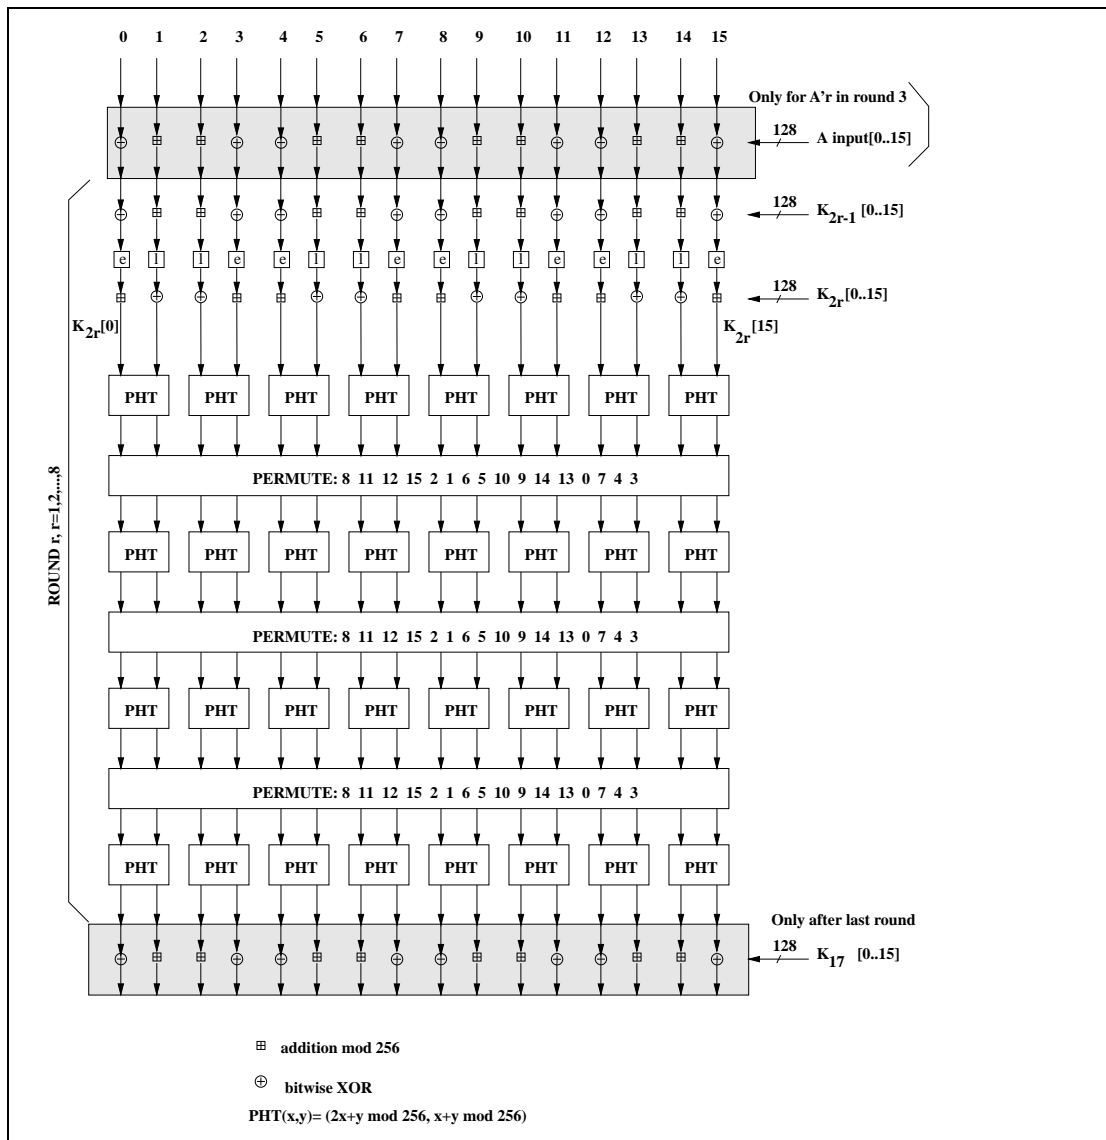 0 1 2 3 4 5 6 7 8 9 10 11 12 13 14 15
Only for A'r in round 3
128
A input[0..15]
128
K2r-1 [0..15]
e l l e e l l e e l l e e l l e
128
K2r [0..15]
K2r[0]
K2r[15]
PHT PHT PHT PHT PHT PHT PHT PHT
PERMUTE: 8 11 12 15 2 1 6 5 10 9 14 13 0 7 4 3
ROUND r, r=1,2,...,8
PHT PHT PHT PHT PHT PHT PHT PHT
PERMUTE: 8 11 12 15 2 1 6 5 10 9 14 13 0 7 4 3
PHT PHT PHT PHT PHT PHT PHT PHT
PERMUTE: 8 11 12 15 2 1 6 5 10 9 14 13 0 7 4 3
PHT PHT PHT PHT PHT PHT PHT PHT
Only after last round
128
K17 [0..15]
⊞ addition mod 256
⊕ bitwise XOR
PHT(x,y)= (2x+y mod 256, x+y mod 256)